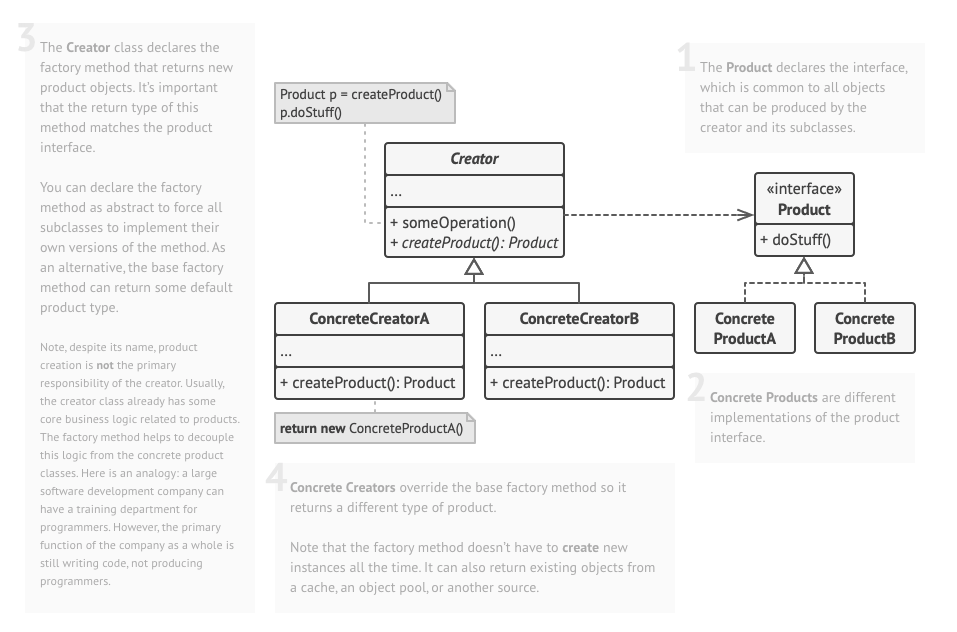 3
The Creator class declares the
factory method that returns new
product objects. It's important
that the return type of this
method matches the product
interface.
You can declare the factory
method as abstract to force all
subclasses to implement their
own versions of the method. As
an alternative, the base factory
method can return some default
product type.
Note, despite its name, product
creation is not the primary
responsibility of the creator. Usually,
the creator class already has some
core business logic related to products.
The factory method helps to decouple
this logic from the concrete product
classes. Here is an analogy: a large
software development company can
have a training department for
programmers. However, the primary
function of the company as a whole is
still writing code, not producing
programmers.
Product p = createProduct()
p.doStuff()
Creator
...
+ someOperation()
+ createProduct(): Product
ConcreteCreatorA
...
+ createProduct(): Product
ConcreteCreatorB
...
+ createProduct(): Product
return new ConcreteProductA()
1
The Product declares the interface,
which is common to all objects
that can be produced by the
creator and its subclasses.
«interface»
Product
+ doStuff()
Concrete
ProductA
Concrete
ProductB
2
Concrete Products are different
implementations of the product
interface.
4
Concrete Creators override the base factory method so it
returns a different type of product.
Note that the factory method doesn't have to create new
instances all the time. It can also return existing objects from
a cache, an object pool, or another source.